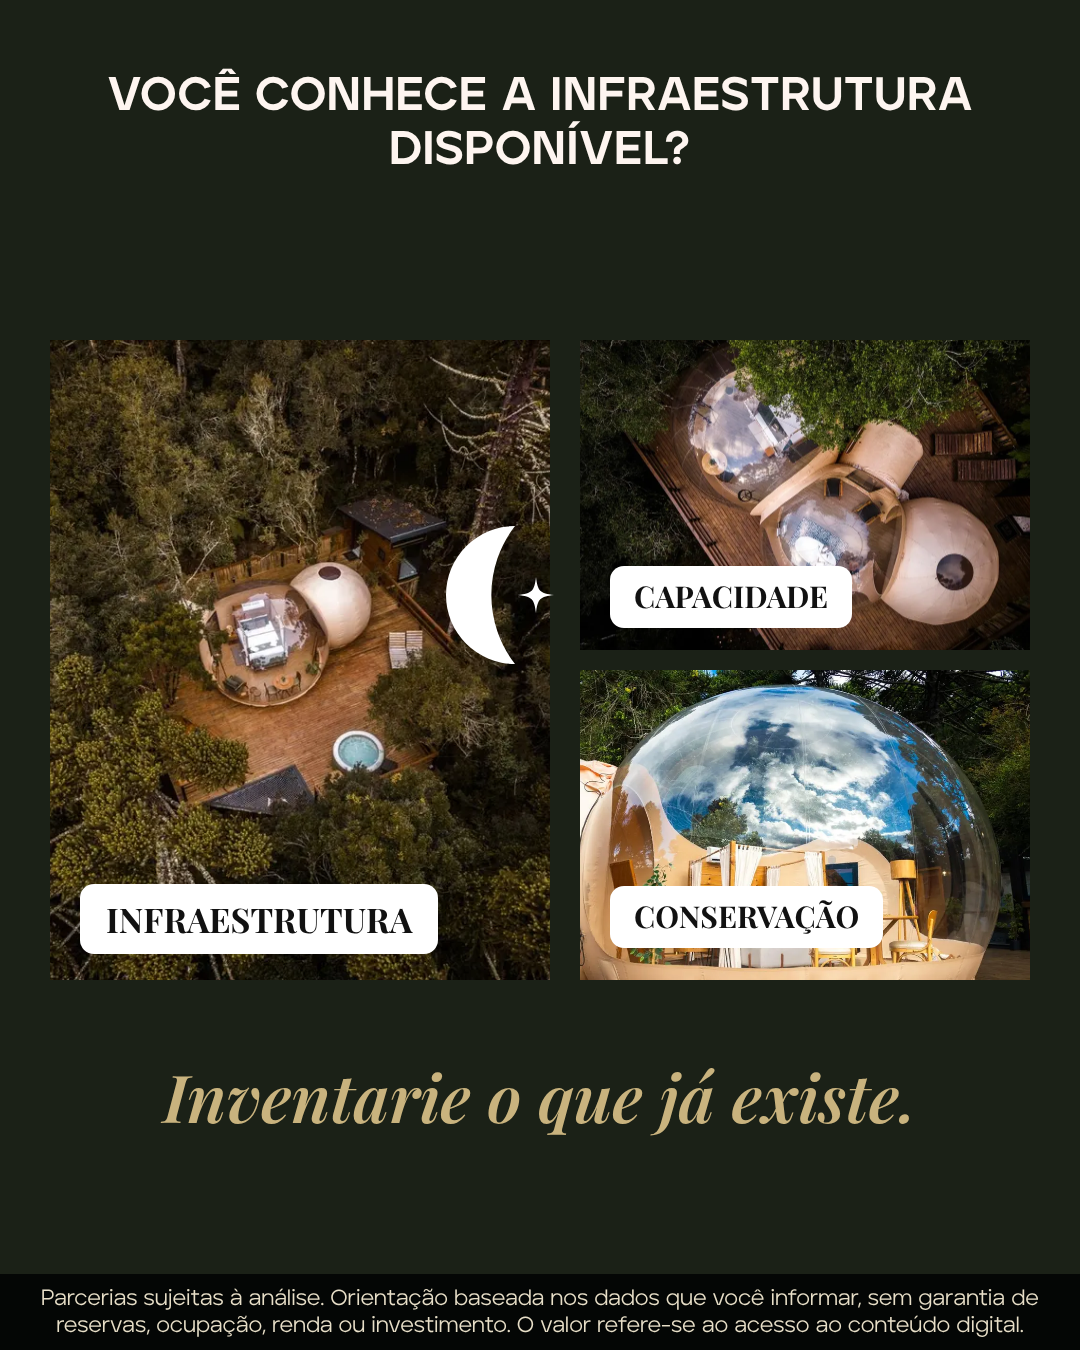 VOCÊ CONHECE A INFRAESTRUTURA
DISPONÍVEL?
INFRAESTRUTURA
CAPACIDADE
CONSERVAÇÃO
Inventarie o que já existe.
Parcerias sujeitas à análise. Orientação baseada nos dados que você informar, sem garantia de
reservas, ocupação, renda ou investimento. O valor refere-se ao acesso ao conteúdo digital.